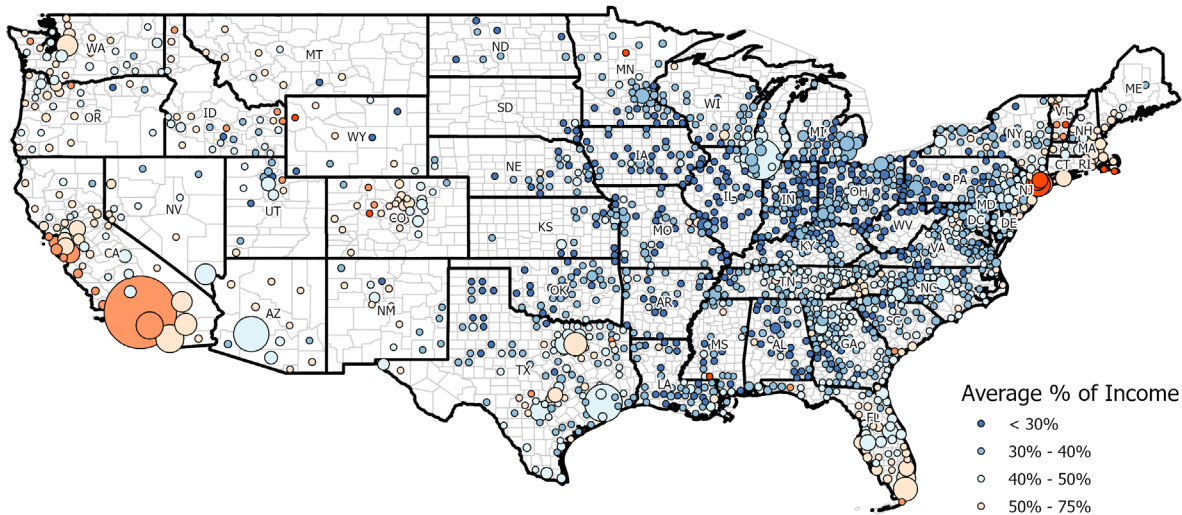 WA
MT
ND
MN
ME
OR
ID
SD
WI
MI
VT
NH
NY
MA
WY
CT RI
NE
IA
PA
NJ
NV
UT
CO
IL
IN
OH
MD
DC
DE
KS
MO
WV
VA
KY
CA
OK
TN
NC
AZ
NM
AR
SC
TX
MS
AL
GA
LA
FL
Average % of Income
< 30%
30% - 40%
40% - 50%
50% - 75%